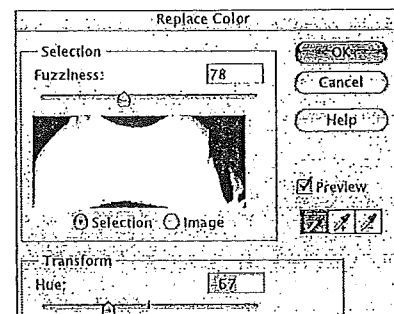 Replace Color
Selection
OK
Fuzziness: 78
Cancel
Help
Preview
Selection Image
Transform
Hue: -67